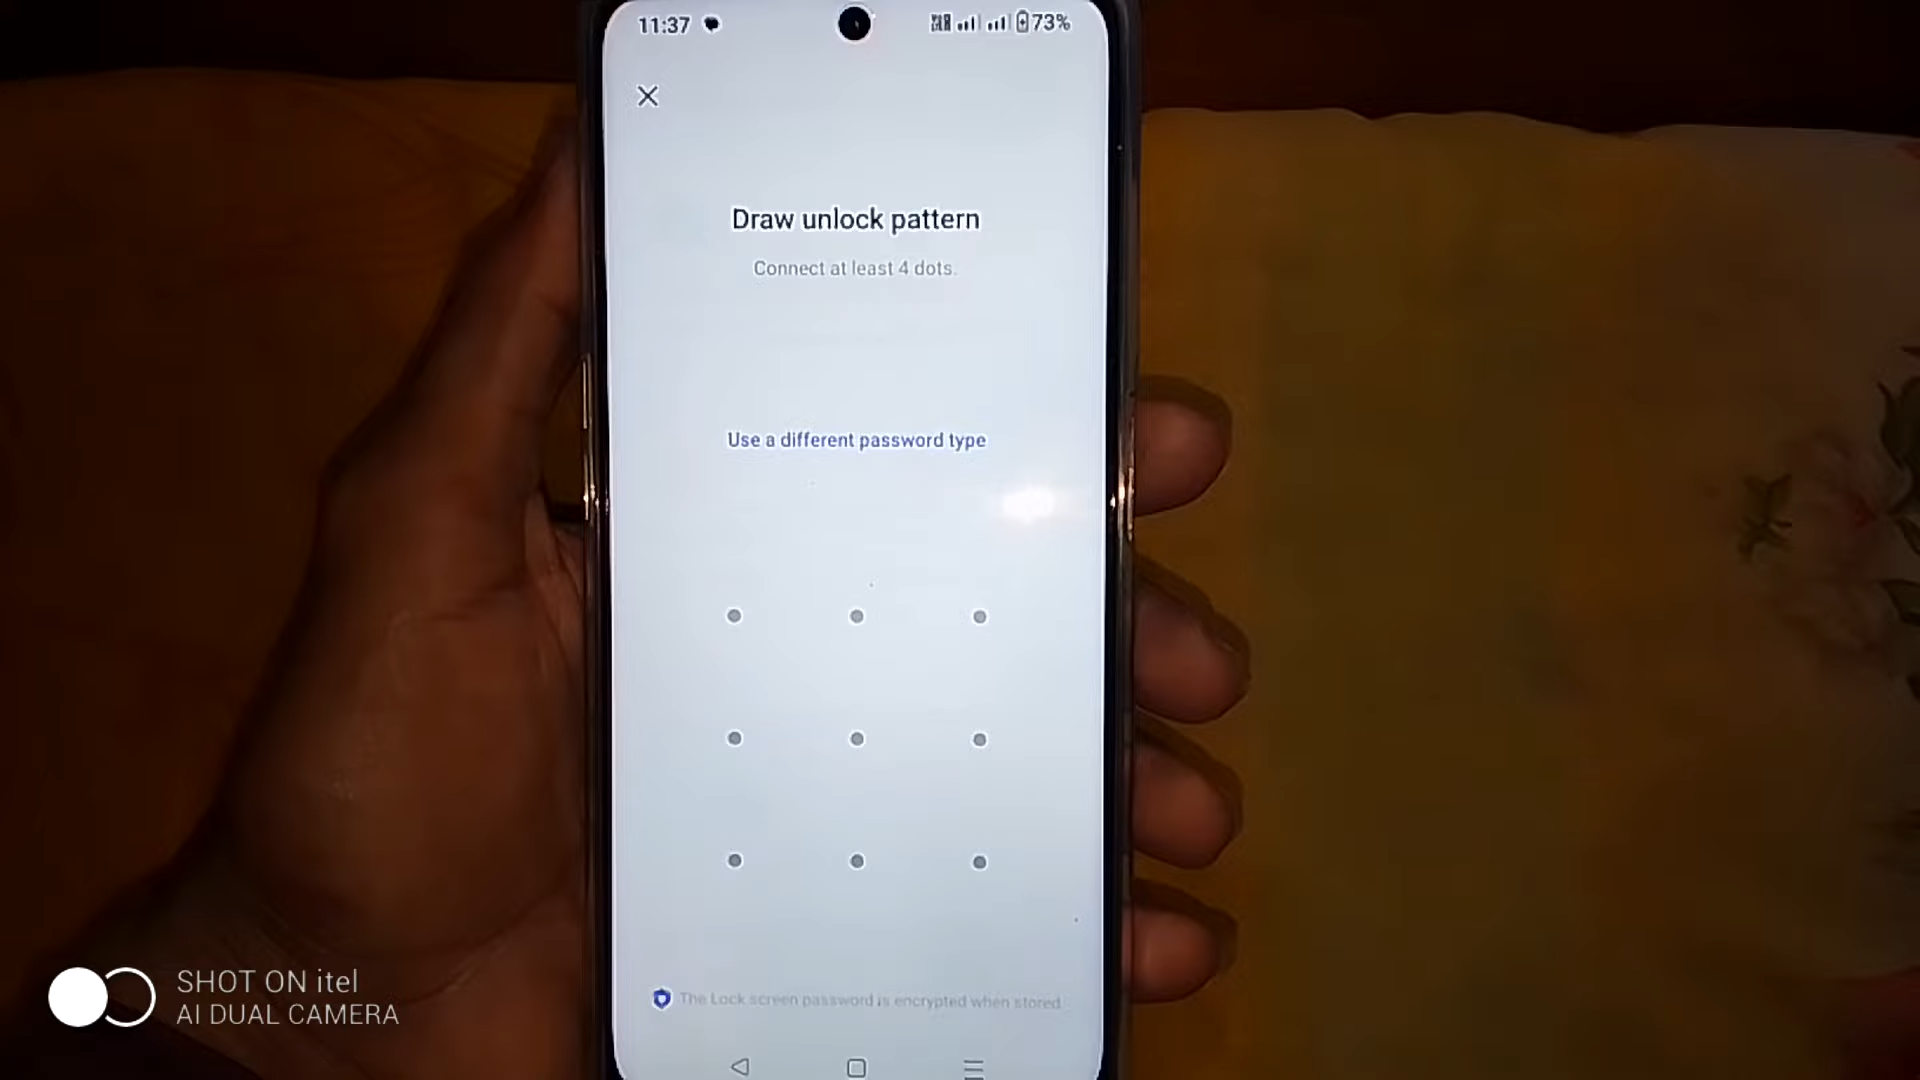 11:37
73%
Draw unlock pattern
Connect at least 4 dots.
Use a different password type
The Lock screen password is encrypted when stored
SHOT ON itel
AI DUAL CAMERA